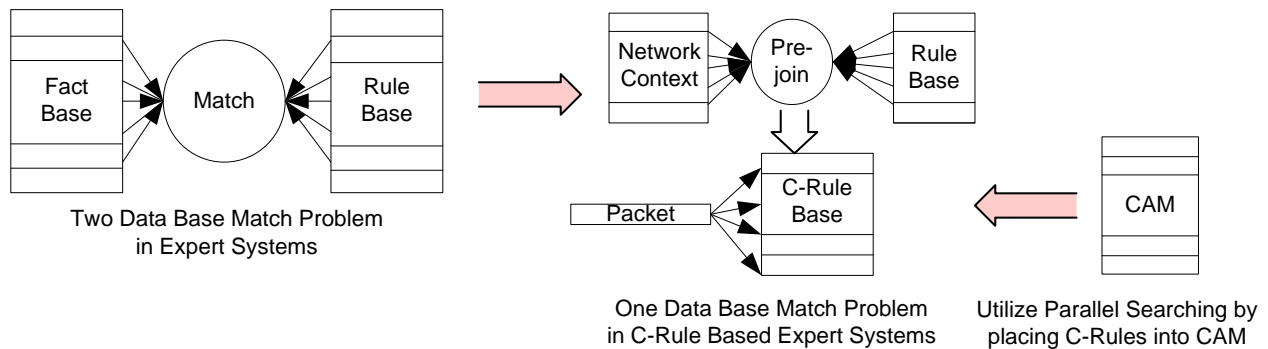 Fact
Base
Match
Rule
Base
Two Data Base Match Problem
in Expert Systems
Network
Context
Pre-
join
Rule
Base
Packet
C-Rule
Base
One Data Base Match Problem
in C-Rule Based Expert Systems
CAM
Utilize Parallel Searching by
placing C-Rules into CAM